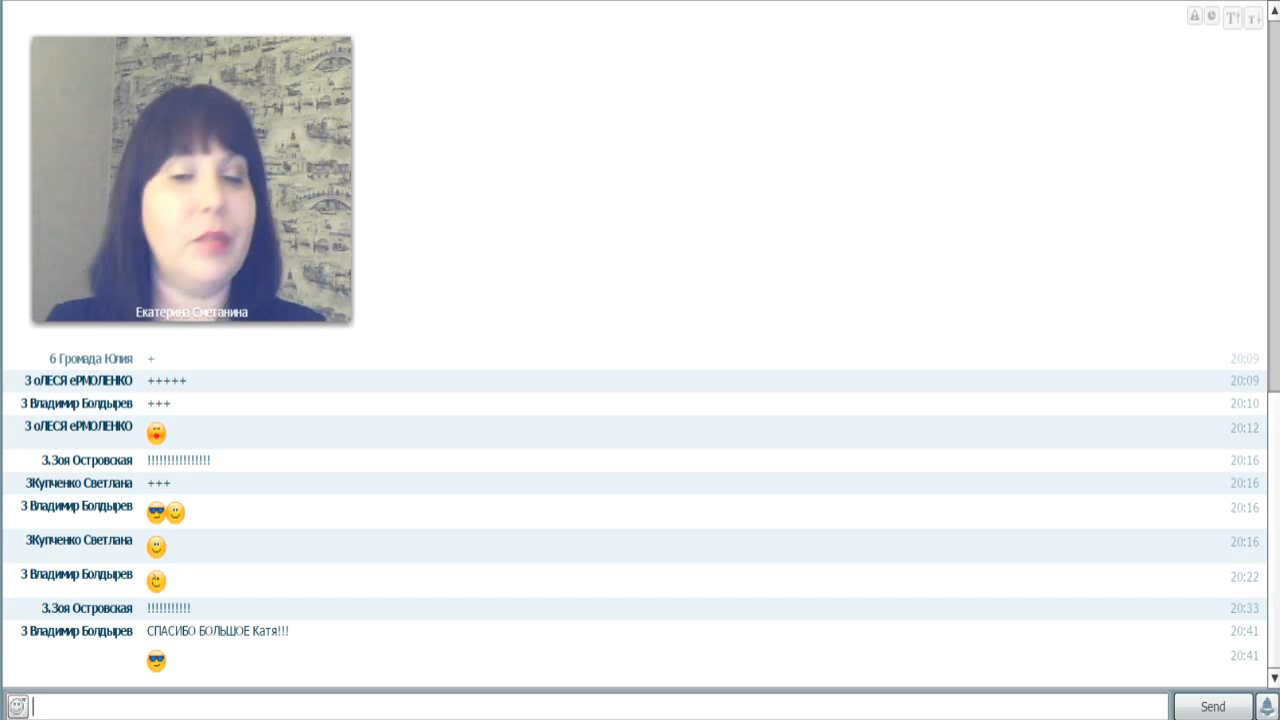 T↑ T↓
Екатерина Сметанина
6 Громада Юлия + 20:09
3 оЛЕСЯ еРМОЛЕНКО +++++ 20:09
3 Владимир Болдырев +++ 20:10
3 оЛЕСЯ еРМОЛЕНКО 20:12
3.Зоя Островская !!!!!!!!!!!!!!!! 20:16
3Купченко Светлана +++ 20:16
3 Владимир Болдырев 20:16
3Купченко Светлана 20:16
3 Владимир Болдырев 20:22
3.Зоя Островская !!!!!!!!!!! 20:33
3 Владимир Болдырев СПАСИБО БОЛЬШОЕ Катя!!! 20:41
20:41
Send